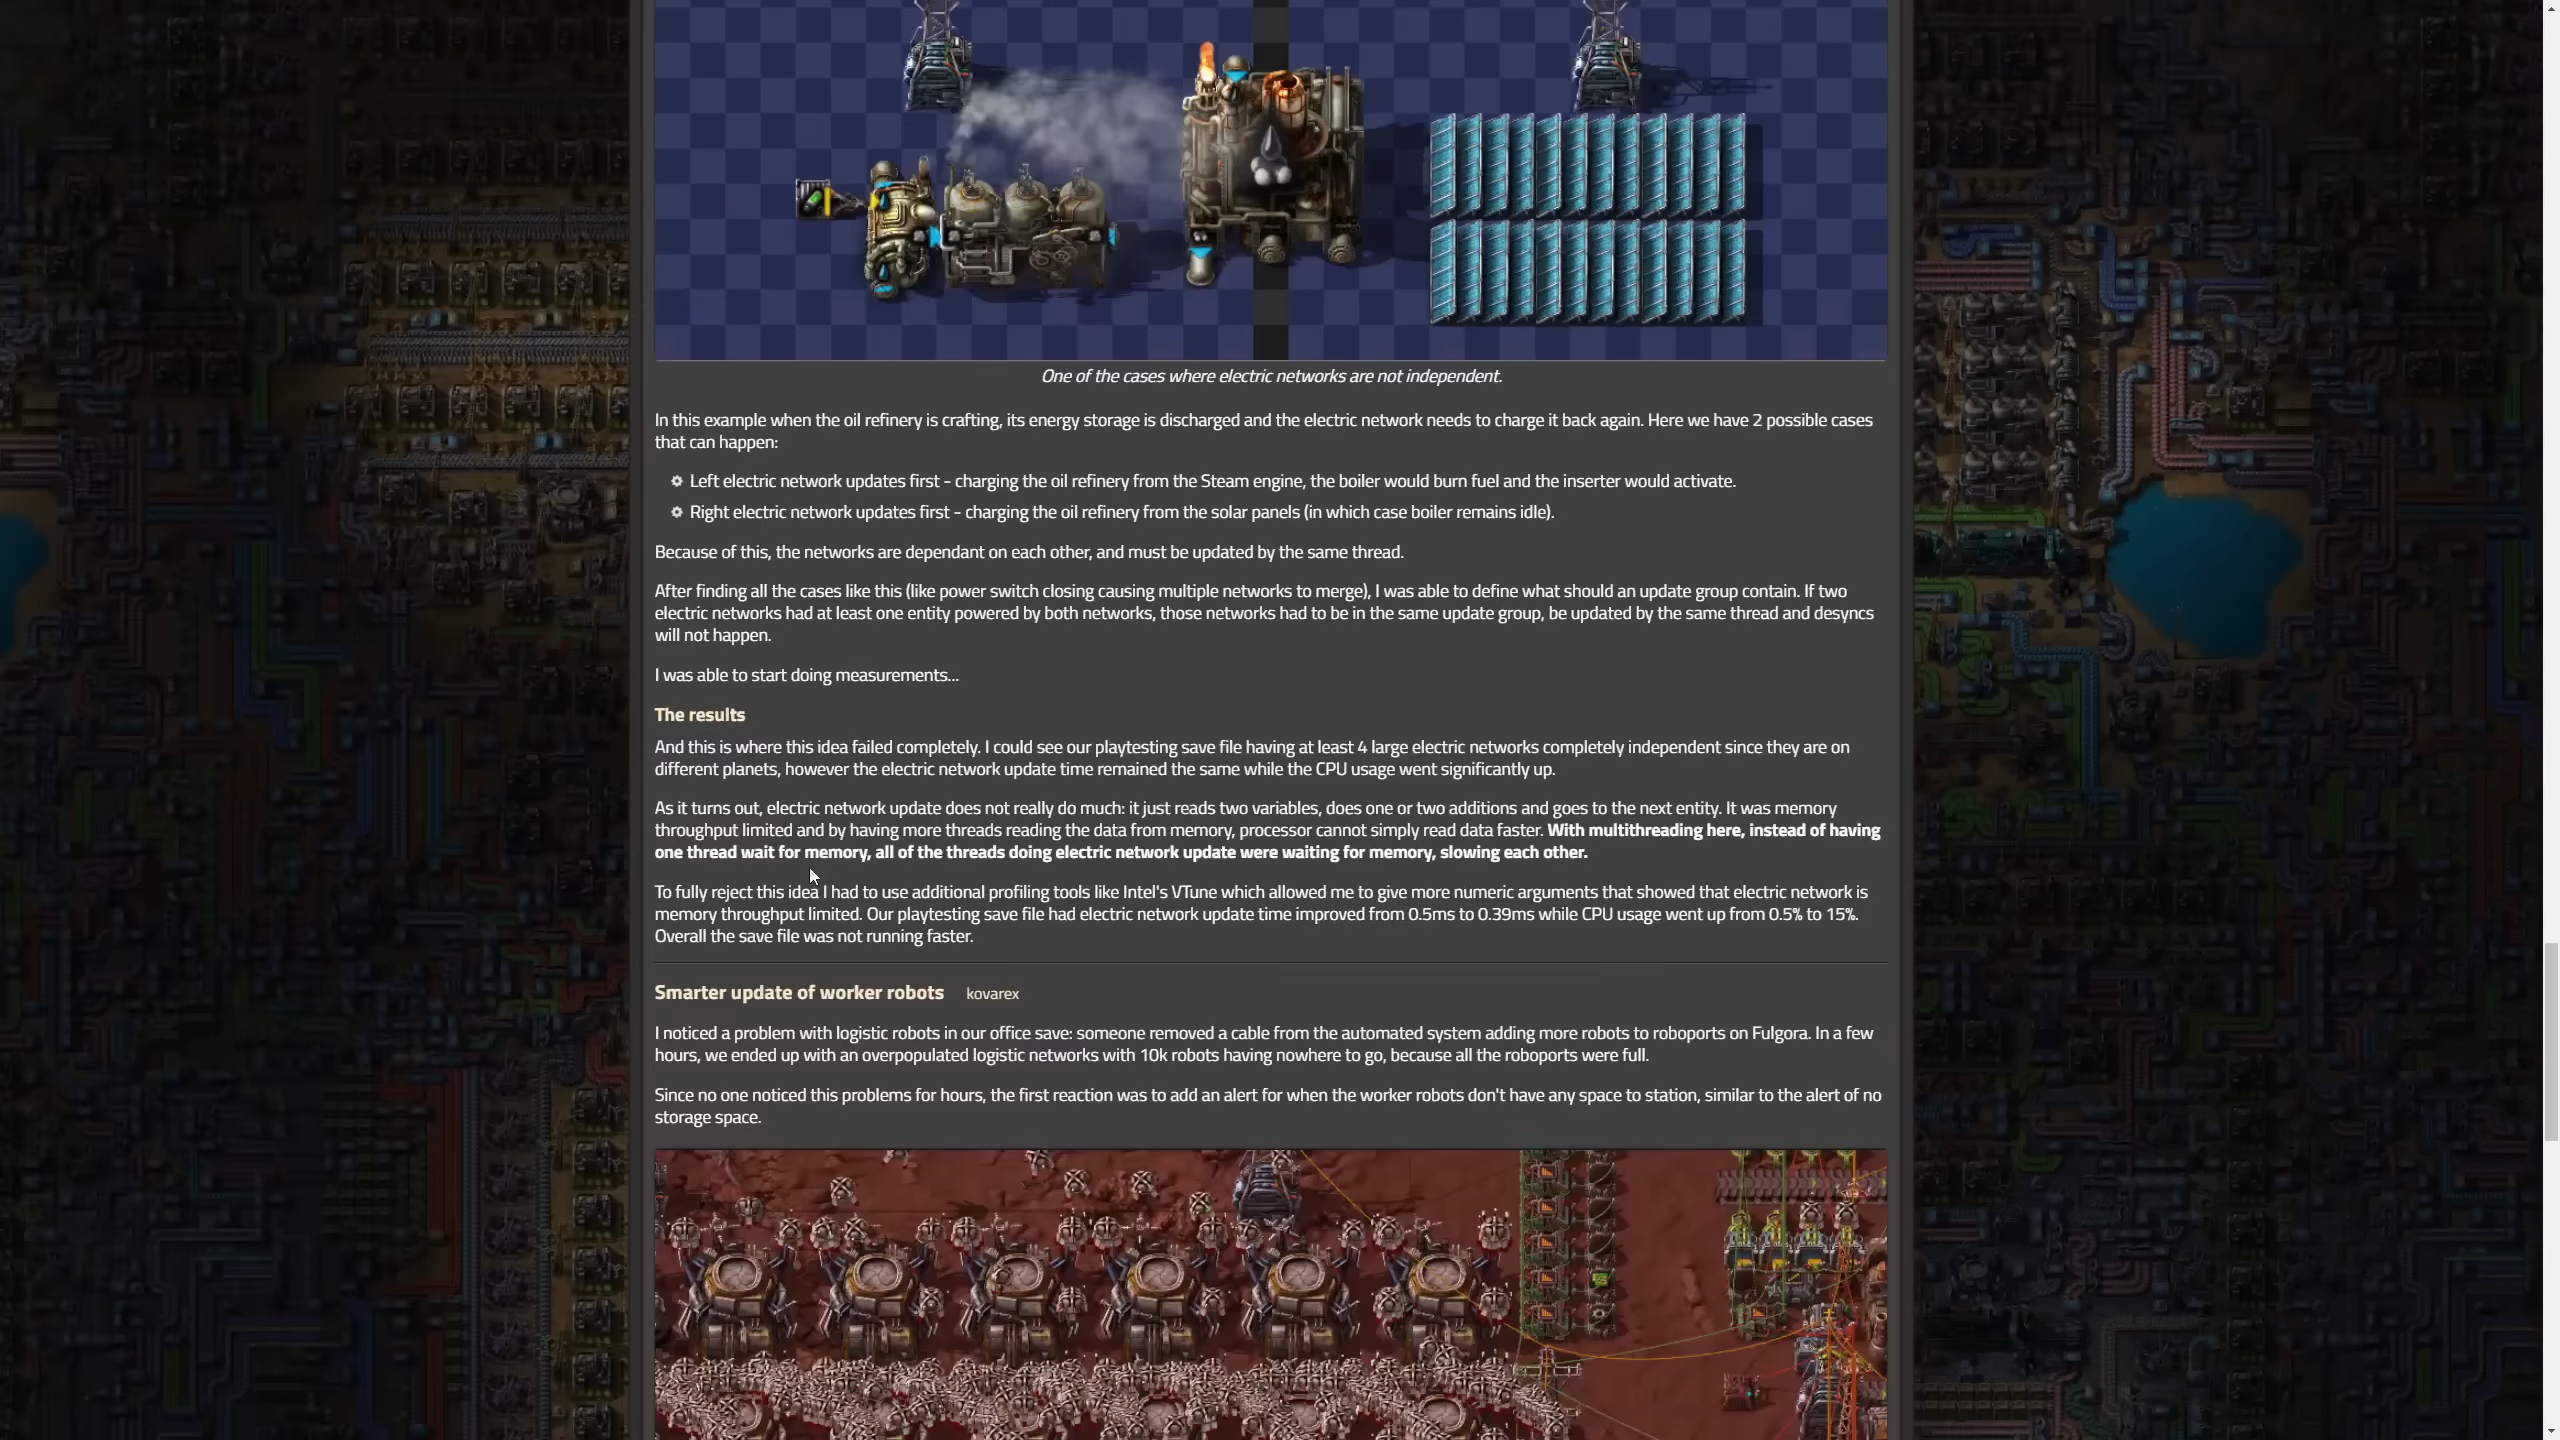 One of the cases where electric networks are not independent.
In this example when the oil refinery is crafting, its energy storage is discharged and the electric network needs to charge it back again. Here we have 2 possible cases
that can happen:
Left electric network updates first - charging the oil refinery from the Steam engine, the boiler would burn fuel and the inserter would activate.
Right electric network updates first - charging the oil refinery from the solar panels (in which case boiler remains idle).
Because of this, the networks are dependant on each other, and must be updated by the same thread.
After finding all the cases like this (like power switch closing causing multiple networks to merge), I was able to define what should an update group contain. If two
electric networks had at least one entity powered by both networks, those networks had to be in the same update group, be updated by the same thread and desyncs
will not happen.
I was able to start doing measurements...
The results
And this is where this idea failed completely. I could see our playtesting save file having at least 4 large electric networks completely independent since they are on
different planets, however the electric network update time remained the same while the CPU usage went significantly up.
As it turns out, electric network update does not really do much: it just reads two variables, does one or two additions and goes to the next entity. It was memory
throughput limited and by having more threads reading the data from memory, processor cannot simply read data faster. With multithreading here, instead of having
one thread wait for memory, all of the threads doing electric network update were waiting for memory, slowing each other.
To fully reject this idea I had to use additional profiling tools like Intel's VTune which allowed me to give more numeric arguments that showed that electric network is
memory throughput limited. Our playtesting save file had electric network update time improved from 0.5ms to 0.39ms while CPU usage went up from 0.5% to 15%.
Overall the save file was not running faster.
Smarter update of worker robots kovarex
I noticed a problem with logistic robots in our office save: someone removed a cable from the automated system adding more robots to roboports on Fulgora. In a few
hours, we ended up with an overpopulated logistic networks with 10k robots having nowhere to go, because all the roboports were full.
Since no one noticed this problems for hours, the first reaction was to add an alert for when the worker robots don't have any space to station, similar to the alert of no
storage space.